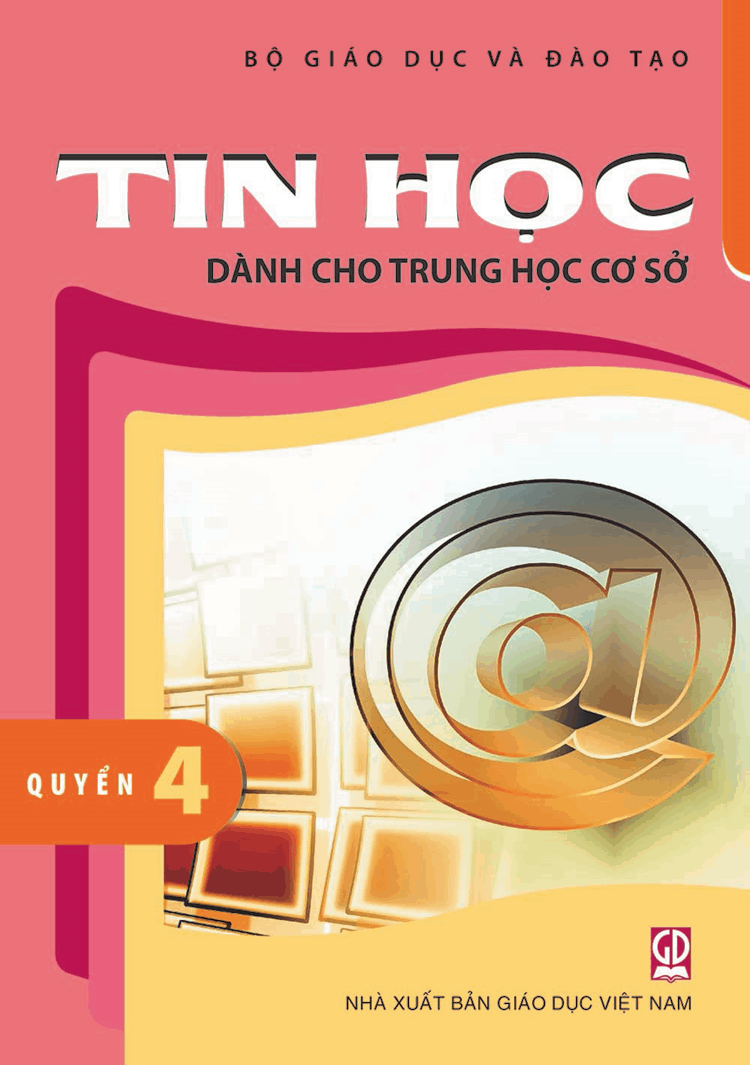 BỘ GIÁO DỤC VÀ ĐÀO TẠO
TIN HỌC
DÀNH CHO TRUNG HỌC CƠ SỞ
QUYỂN 4
GD
NHÀ XUẤT BẢN GIÁO DỤC VIỆT NAM